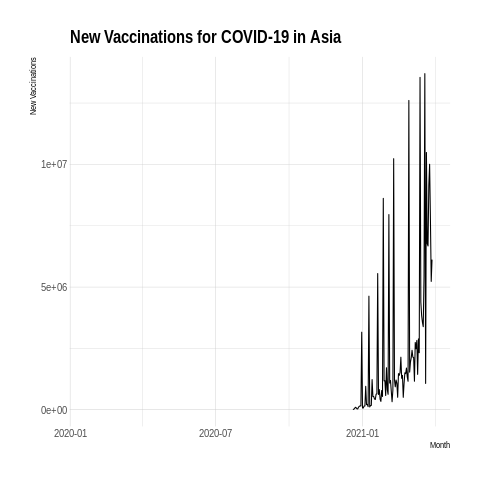 New Vaccinations for COVID-19 in Asia
New Vaccinations
1e+07
5e+06
0e+00
2020-01 2020-07 2021-01
Month